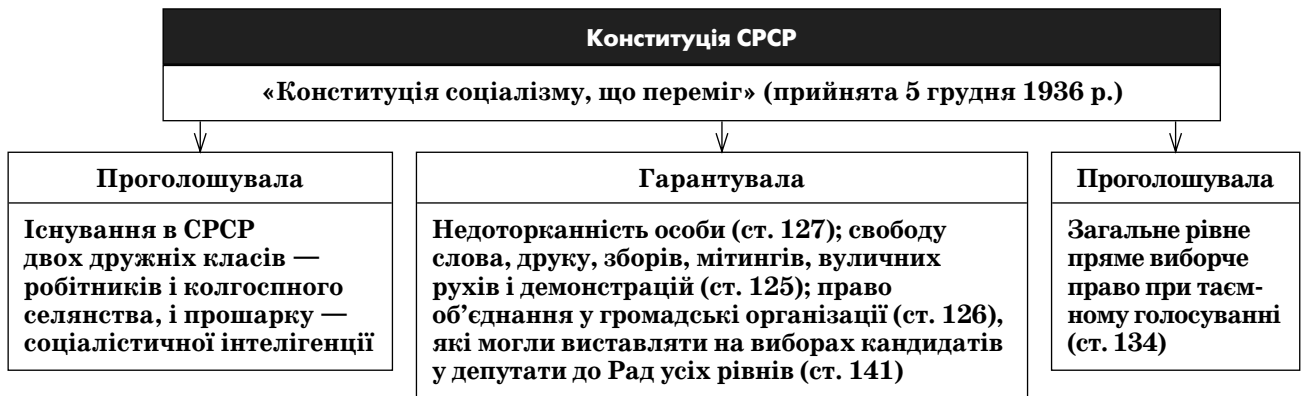 Конституція СРСР
«Конституція соціалізму, що переміг» (прийнята 5 грудня 1936 р.)
Проголошувала
Існування в СРСР
двох дружніх класів —
робітників і колгоспного
селянства, і прошарку —
соціалістичної інтелігенції
Гарантувала
Недоторканність особи (ст. 127); свободу
слова, друку, зборів, мітингів, вуличних
рухів і демонстрацій (ст. 125); право
об’єднання у громадські організації (ст. 126),
які могли виставляти на виборах кандидатів
у депутати до Рад усіх рівнів (ст. 141)
Проголошувала
Загальне рівне
пряме виборче
право при таєм-
ному голосуванні
(ст. 134)